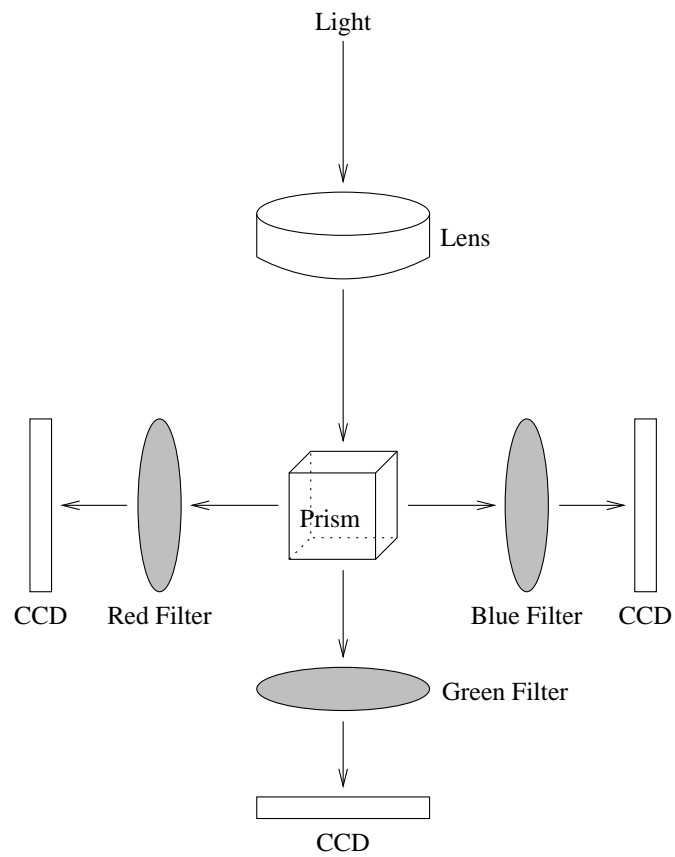 Light
Lens
Prism
CCD
Red Filter
Blue Filter
CCD
Green Filter
CCD